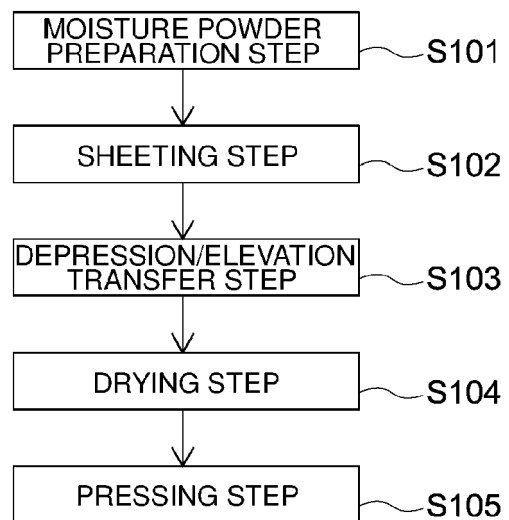 MOISTURE POWDER
PREPARATION STEP
S101
SHEETING STEP
S102
DEPRESSION/ELEVATION
TRANSFER STEP
S103
DRYING STEP
S104
PRESSING STEP
S105